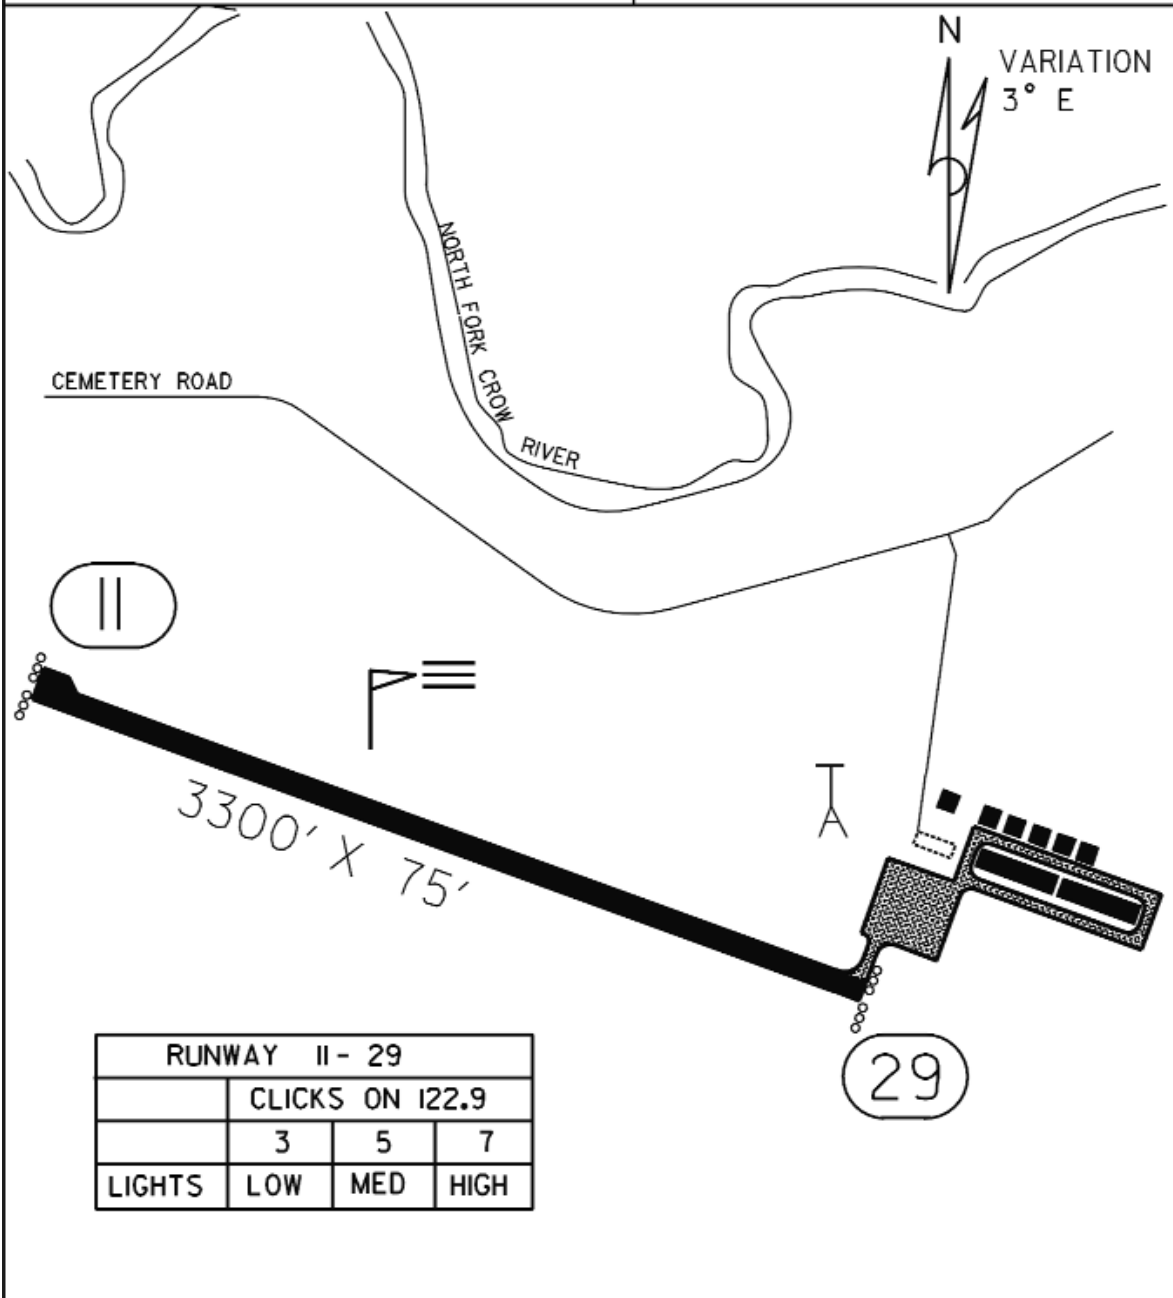 N
VARIATION
3° E
NORTH FORK CROW RIVER
CEMETERY ROAD
11
3300' X 75'
29
RUNWAY 11 - 29
CLICKS ON 122.9
3 5 7
LIGHTS LOW MED HIGH